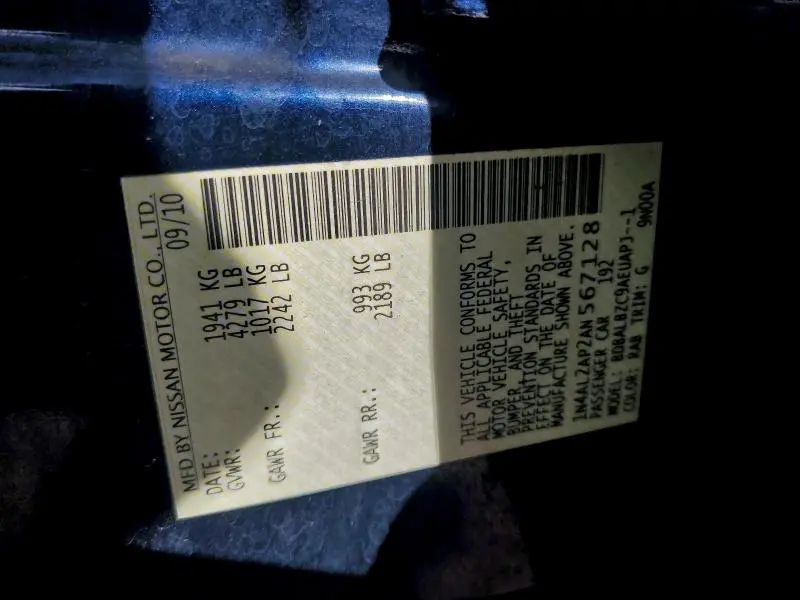 MFD BY NISSAN MOTOR CO., LTD.
DATE: 09/10
GVWR: 1941 KG
4279 LB
GAWR FR.: 1017 KG
2242 LB
GAWR RR.: 993 KG
2189 LB
THIS VEHICLE CONFORMS TO
ALL APPLICABLE FEDERAL
MOTOR VEHICLE SAFETY,
BUMPER, AND THEFT
PREVENTION STANDARDS IN
EFFECT ON THE DATE OF
MANUFACTURE SHOWN ABOVE.
1N4AL2AP2AN567128
PASSENGER CAR 192
MODEL: BDBALBZC9AEUAPJ--1
COLOR: RAB TRIM: G 9N00A